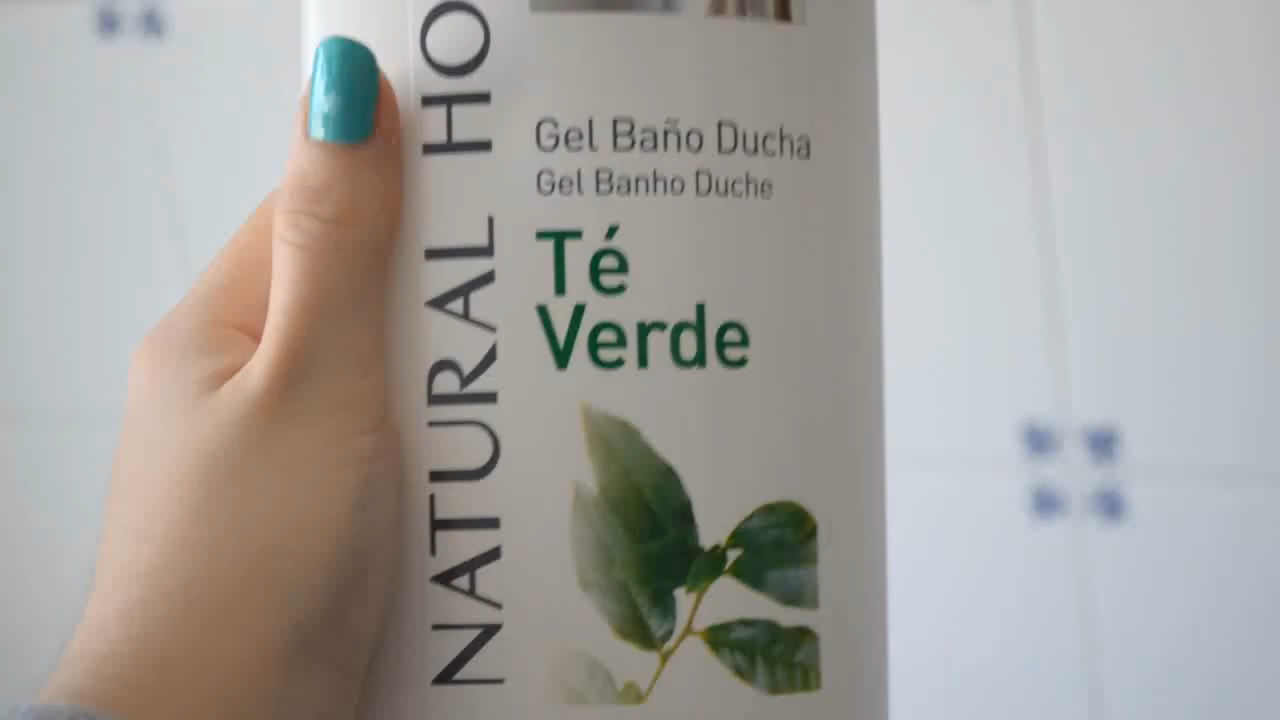 NATURAL HO
Gel Baño Ducha
Gel Banho Duche
Té
Verde